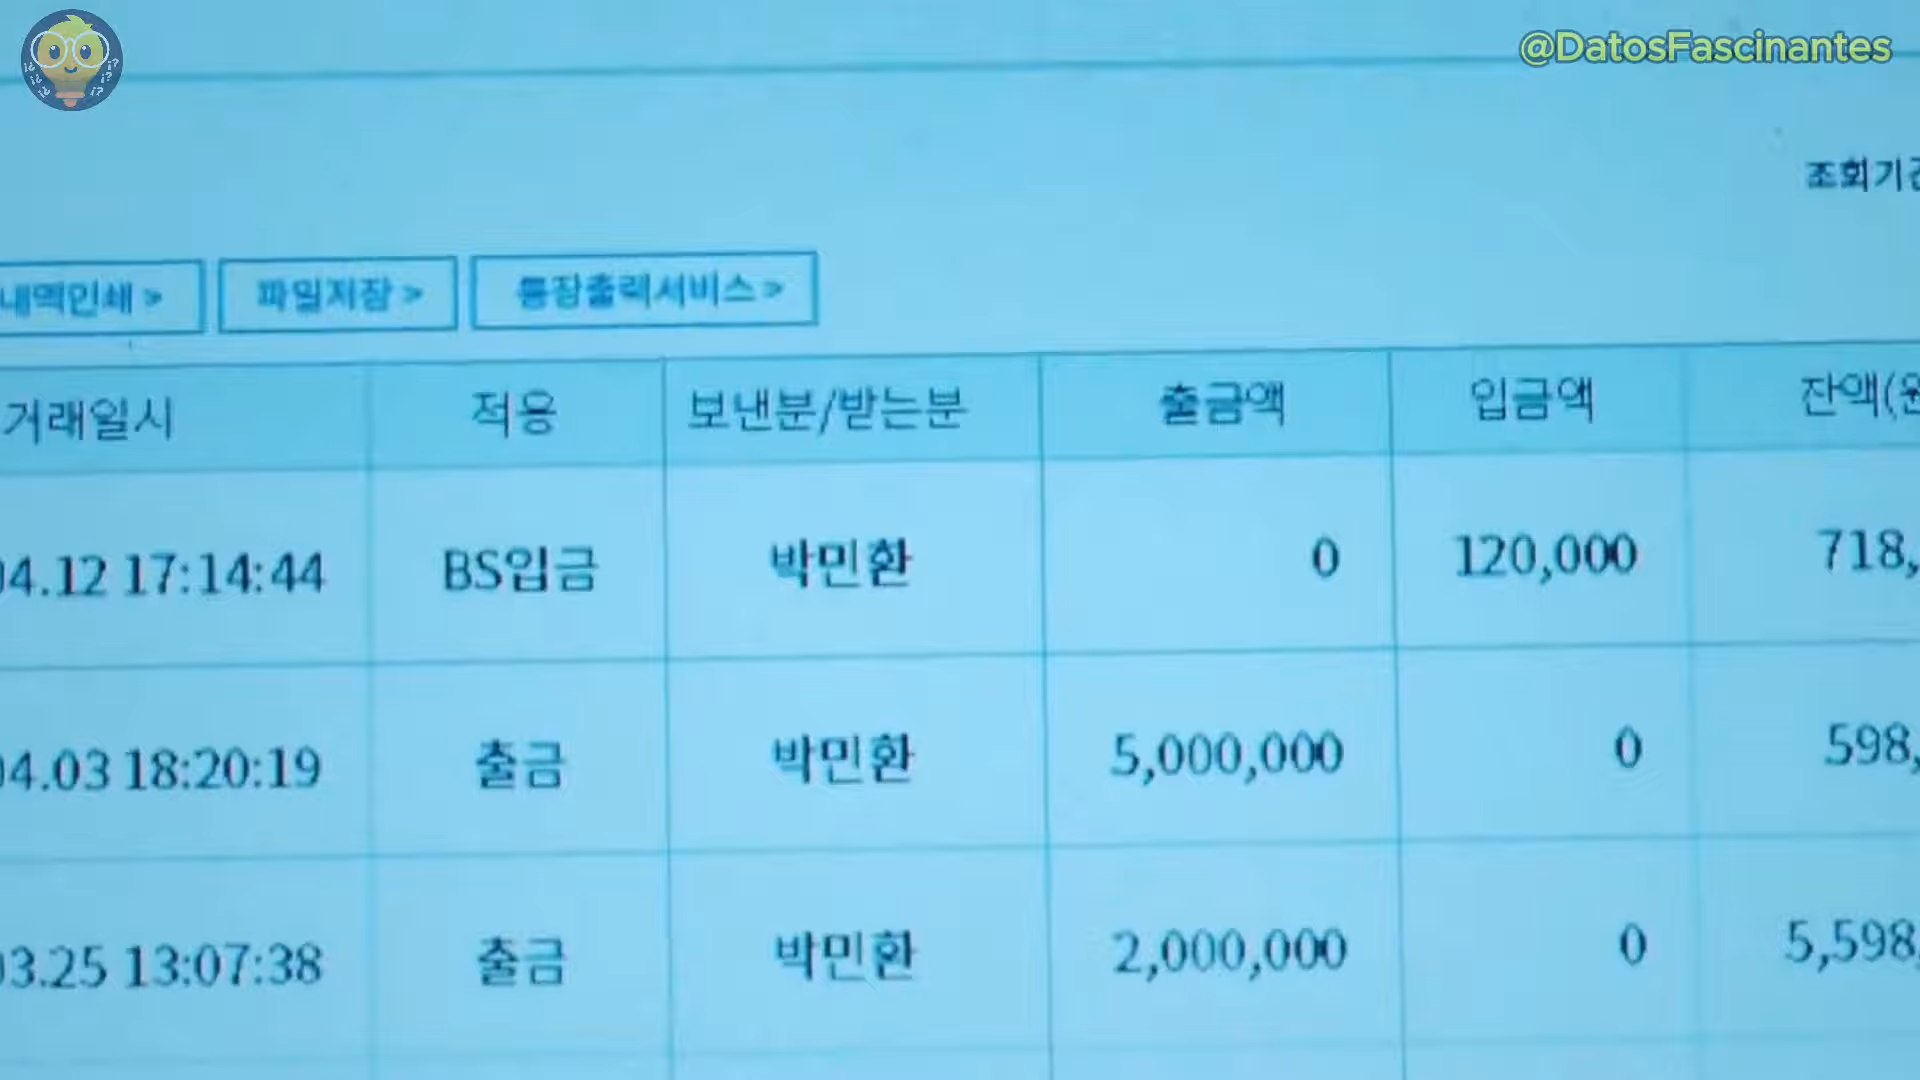 @DatosFascinantes
조회기간
내역인쇄 >
파일저장 >
통장출력서비스 >
거래일시 적용 보낸분/받는분 출금액 입금액 잔액(원
04.12 17:14:44 BS입금 박민환 0 120,000 718,
04.03 18:20:19 출금 박민환 5,000,000 0 598,
03.25 13:07:38 출금 박민환 2,000,000 0 5,598,